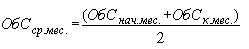 ОбС ср.мес. = (ОбС нач.мес. + ОбС к.мес.) / 2